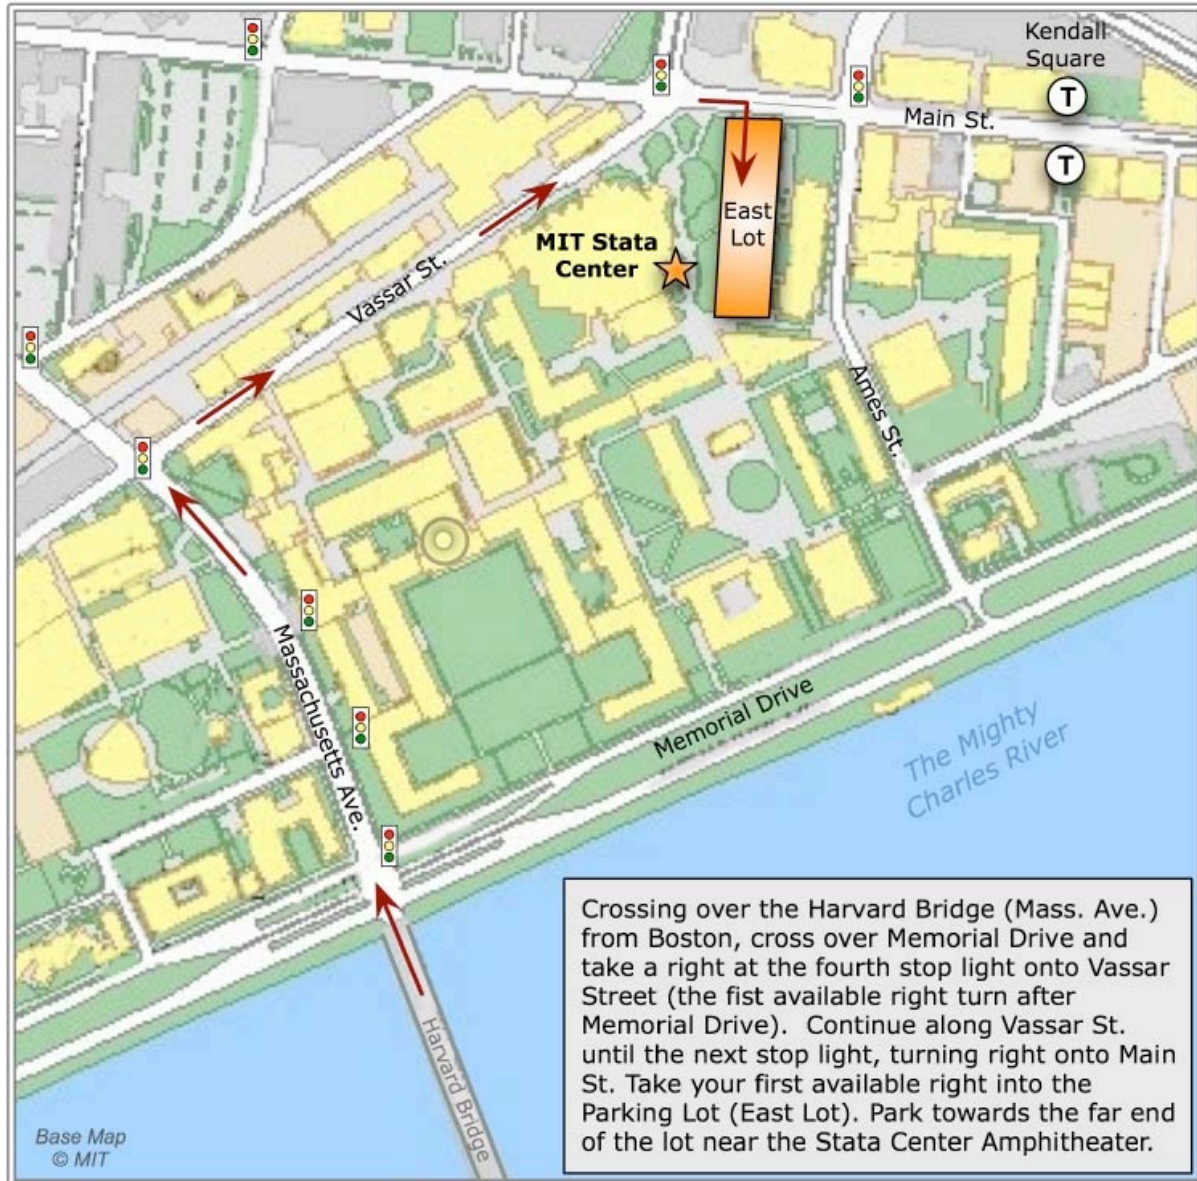 Kendall
Square
T
Main St.
T
East
Lot
MIT Stata
Center
Vassar St.
Ames St.
Massachusetts Ave.
Memorial Drive
The Mighty
Charles River
Harvard Bridge
Crossing over the Harvard Bridge (Mass. Ave.)
from Boston, cross over Memorial Drive and
take a right at the fourth stop light onto Vassar
Street (the fist available right turn after
Memorial Drive).  Continue along Vassar St.
until the next stop light, turning right onto Main
St. Take your first available right into the
Parking Lot (East Lot). Park towards the far end
of the lot near the Stata Center Amphitheater.
Base Map
© MIT